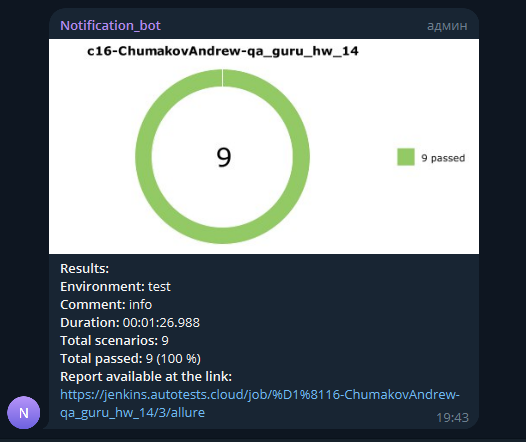 Notification_bot
админ
c16-ChumakovAndrew-qa_guru_hw_14
9
9 passed
Results:
Environment: test
Comment: info
Duration: 00:01:26.988
Total scenarios: 9
Total passed: 9 (100 %)
Report available at the link:
https://jenkins.autotests.cloud/job/%D1%8116-ChumakovAndrew-
qa_guru_hw_14/3/allure
N
19:43